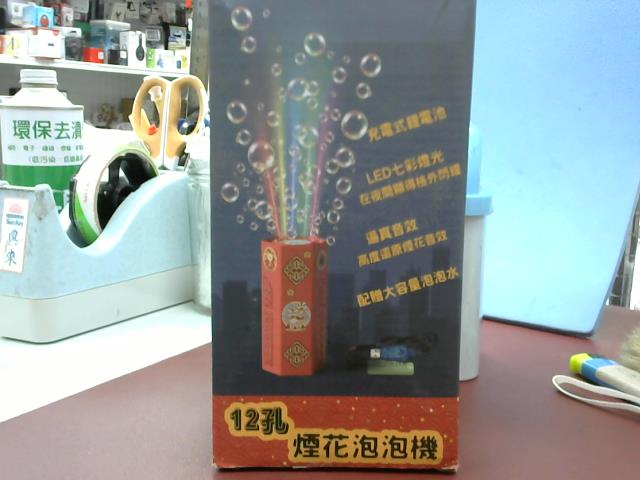 充電式鋰電池
LED七彩燈光
在夜間顯得格外閃耀
逼真音效
高度還原煙花音效
配贈大容量泡泡水
12孔
煙花泡泡機
環保去漬
興來